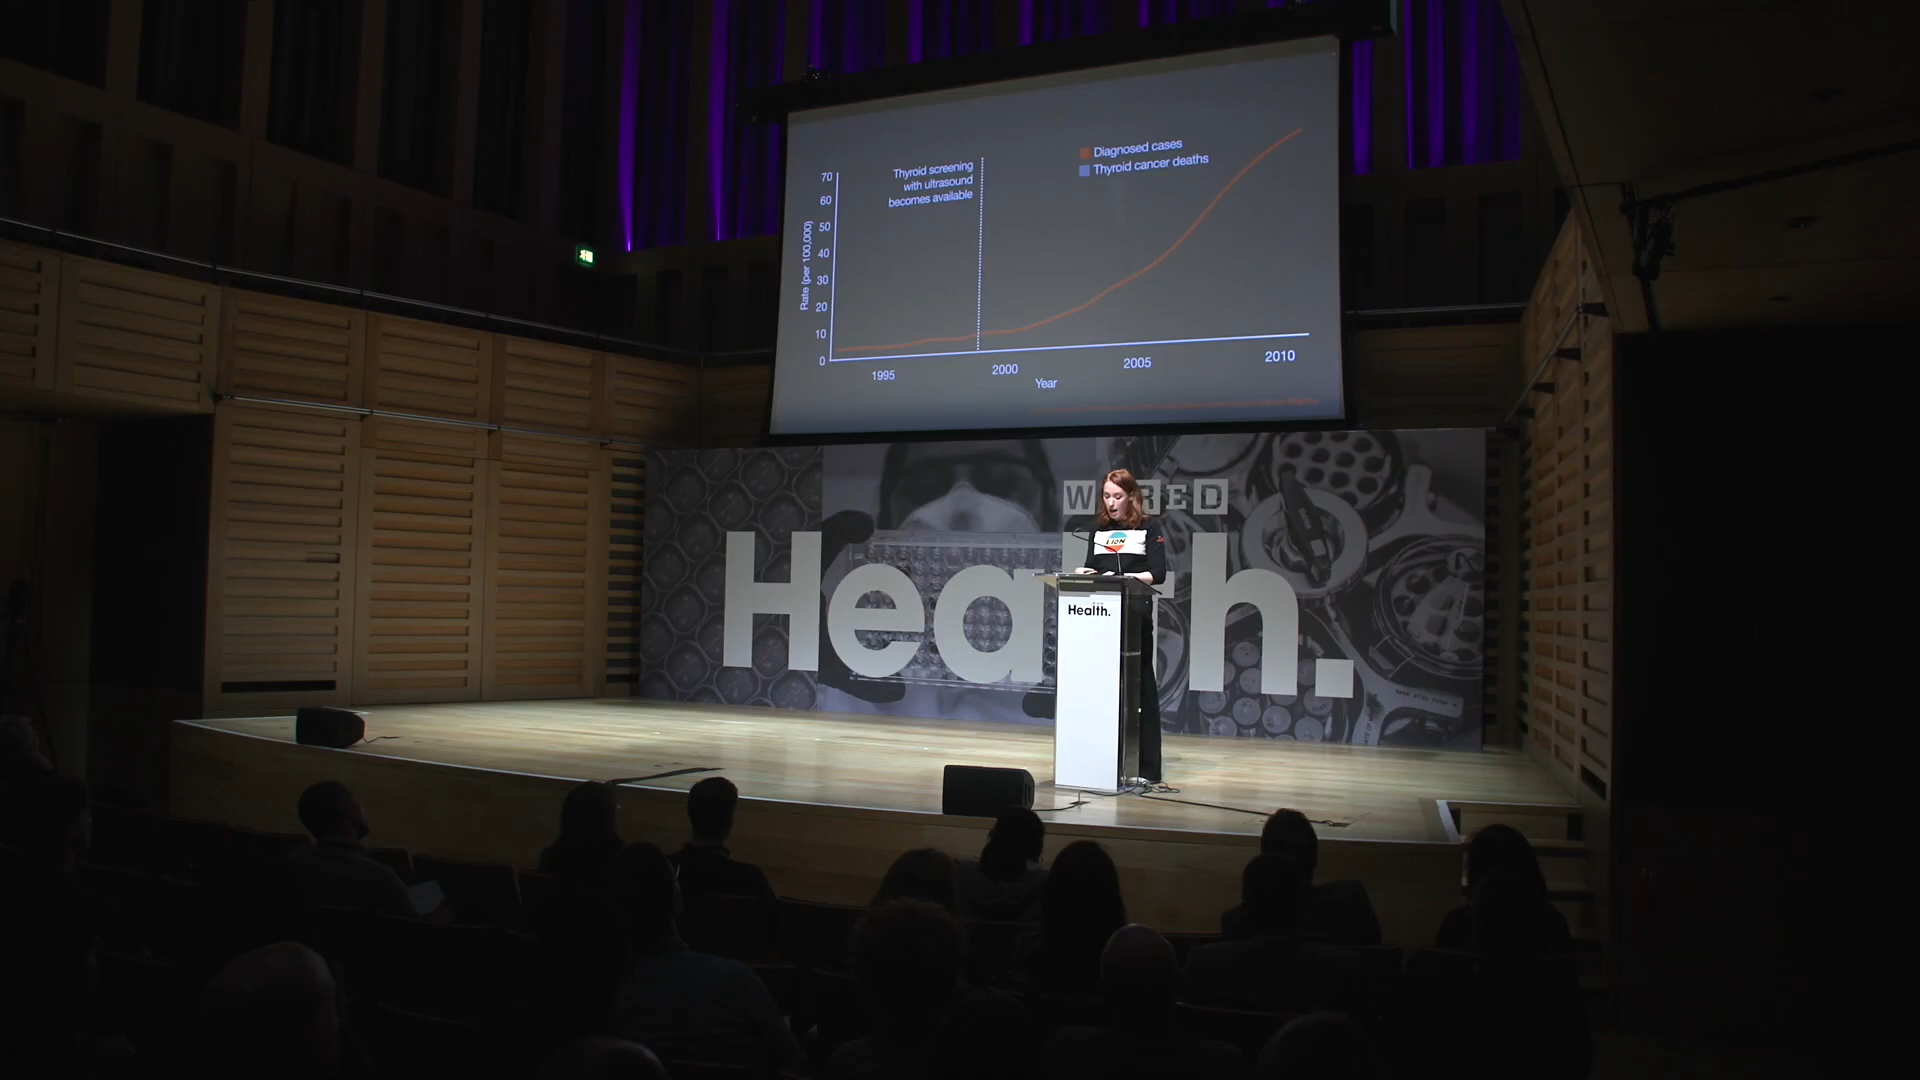 Thyroid screening
with ultrasound
becomes available
Diagnosed cases
Thyroid cancer deaths
70
60
50
40
30
20
10
0
Rate (per 100,000)
1995
2000
2005
2010
Year
WIRED
Health.
LION
Health.